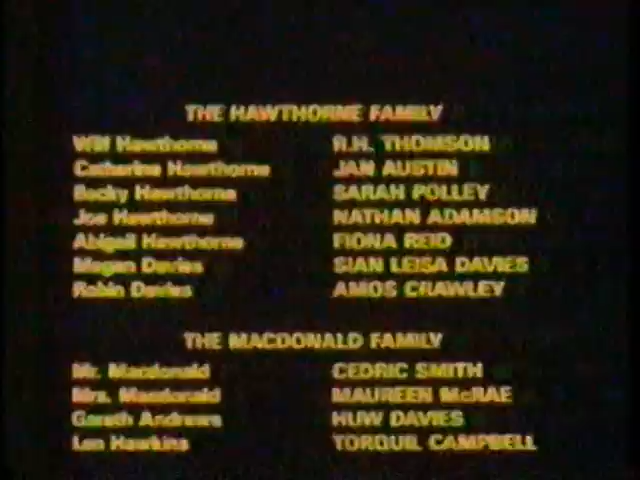 THE HAWTHORNE FAMILY
Will Hawthorne R.H. THOMSON
Catherine Hawthorne JAN AUSTIN
Becky Hawthorne SARAH POLLEY
Joe Hawthorne NATHAN ADAMSON
Abigail Hawthorne FIONA REID
Megan Davies SIAN LEISA DAVIES
Robin Davies AMOS CRAWLEY
THE MACDONALD FAMILY
Mr. Macdonald CEDRIC SMITH
Mrs. Macdonald MAUREEN McRAE
Gareth Andrews HUW DAVIES
Len Hawkins TORQUIL CAMPBELL